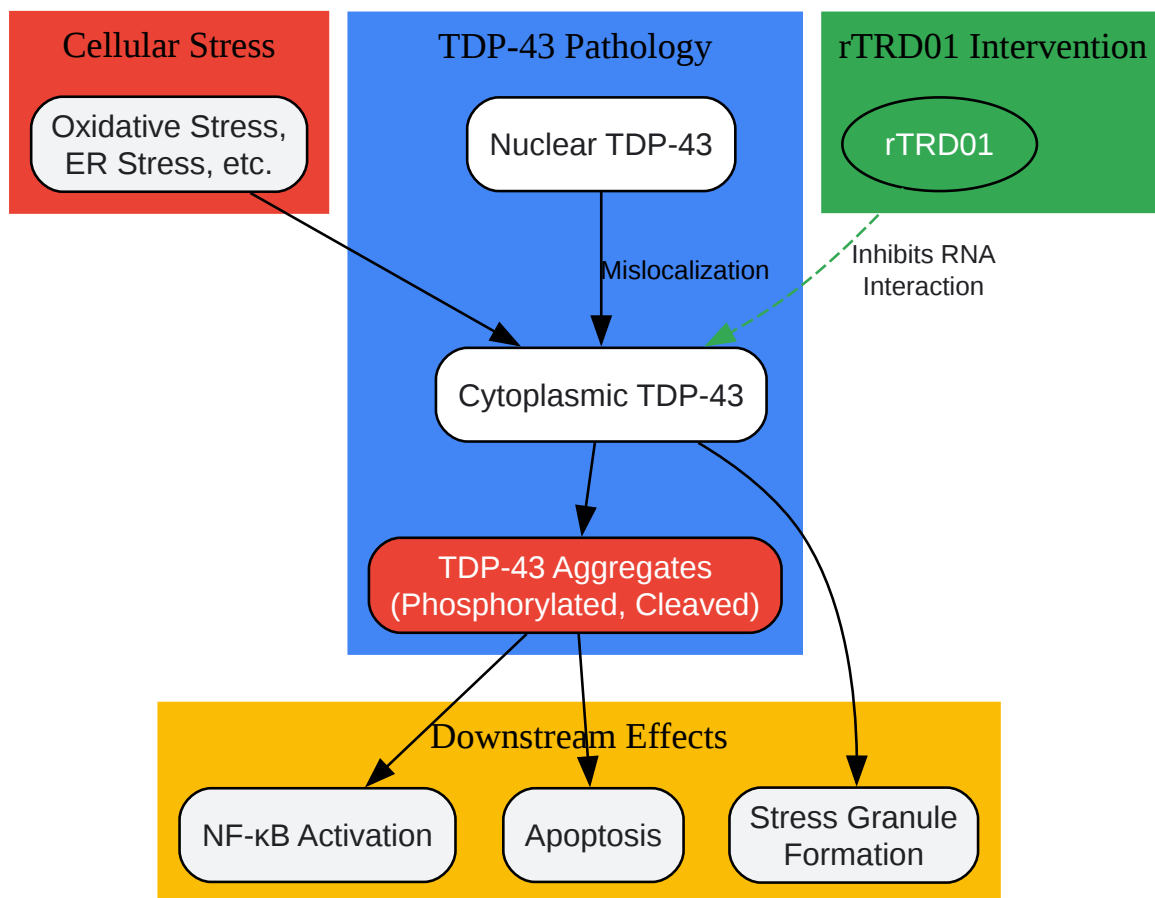 Cellular Stress
TDP-43 Pathology
rTRD01 Intervention
Oxidative Stress,
ER Stress, etc.
Nuclear TDP-43
rTRD01
Mislocalization
Inhibits RNA
Interaction
Cytoplasmic TDP-43
TDP-43 Aggregates
(Phosphorylated, Cleaved)
Downstream Effects
NF-κB Activation
Apoptosis
Stress Granule
Formation